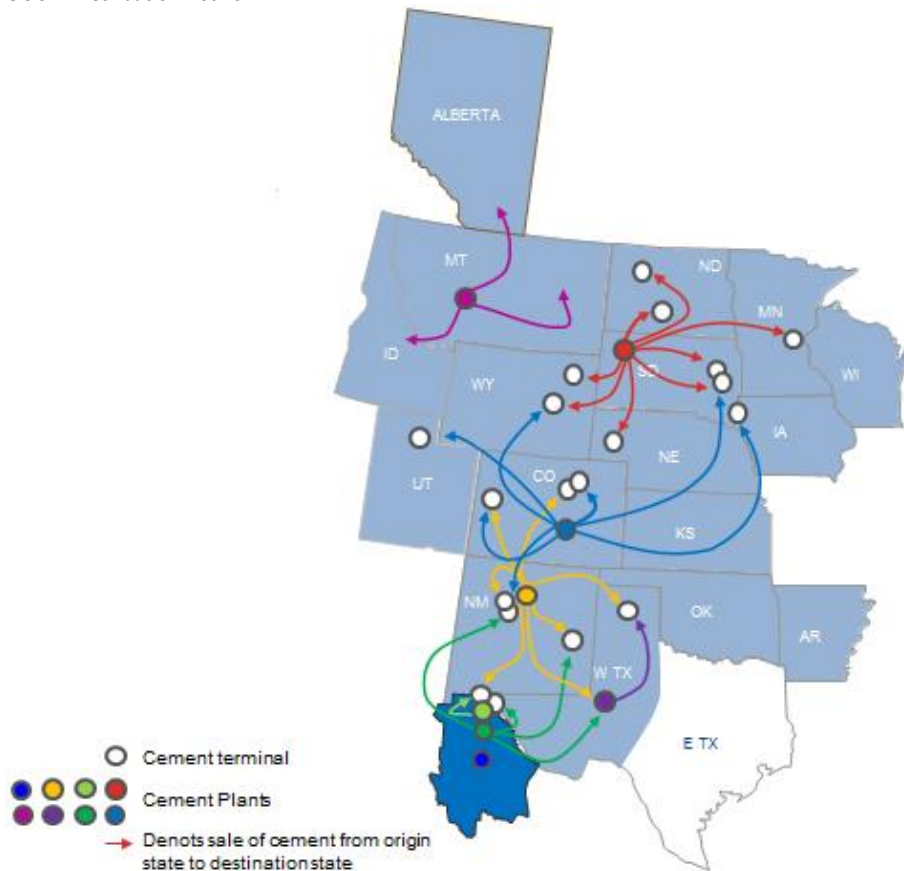 ALBERTA
MT
ND
MN
ID
WI
WY
SD
IA
NE
UT
CO
KS
NM
OK
AR
W TX
E TX
Cement terminal
Cement Plants
Denots sale of cement from origin
state to destination state